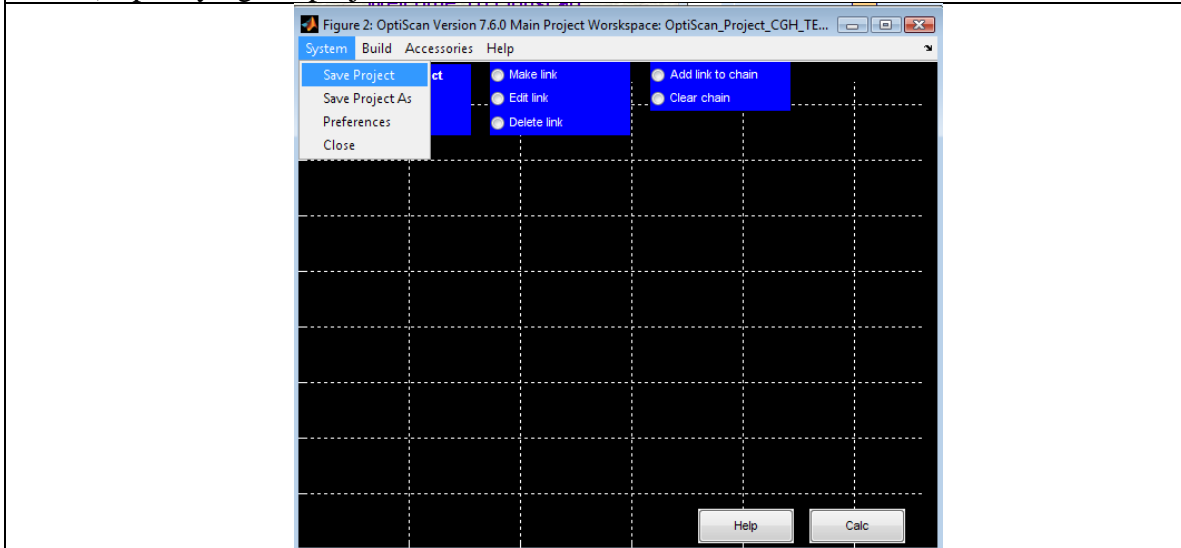 Figure 2: OptiScan Version 7.6.0 Main Project Worskspace: OptiScan_Project_CGH_TE...
System Build Accessories Help
Save Project
Save Project As
Preferences
Close
ct
Make link
Edit link
Delete link
Add link to chain
Clear chain
Help
Calc